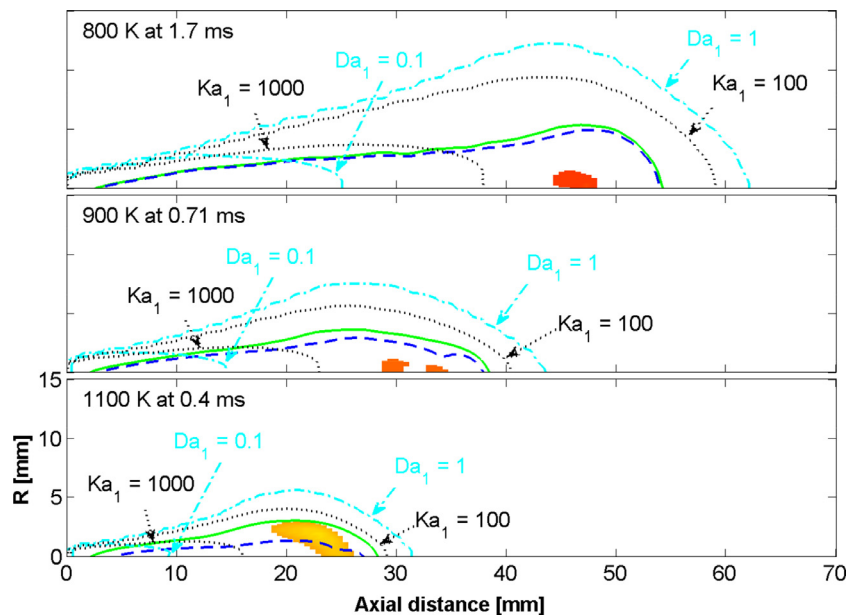 800 K at 1.7 ms
Da1 = 0.1
Da1 = 1
Ka1 = 1000
Ka1 = 100
900 K at 0.71 ms
Da1 = 0.1
Da1 = 1
Ka1 = 1000
Ka1 = 100
15
1100 K at 0.4 ms
Da1 = 0.1
Da1 = 1
10
Ka1 = 1000
Ka1 = 100
5
0
R [mm]
0 10 20 30 40 50 60 70
Axial distance [mm]